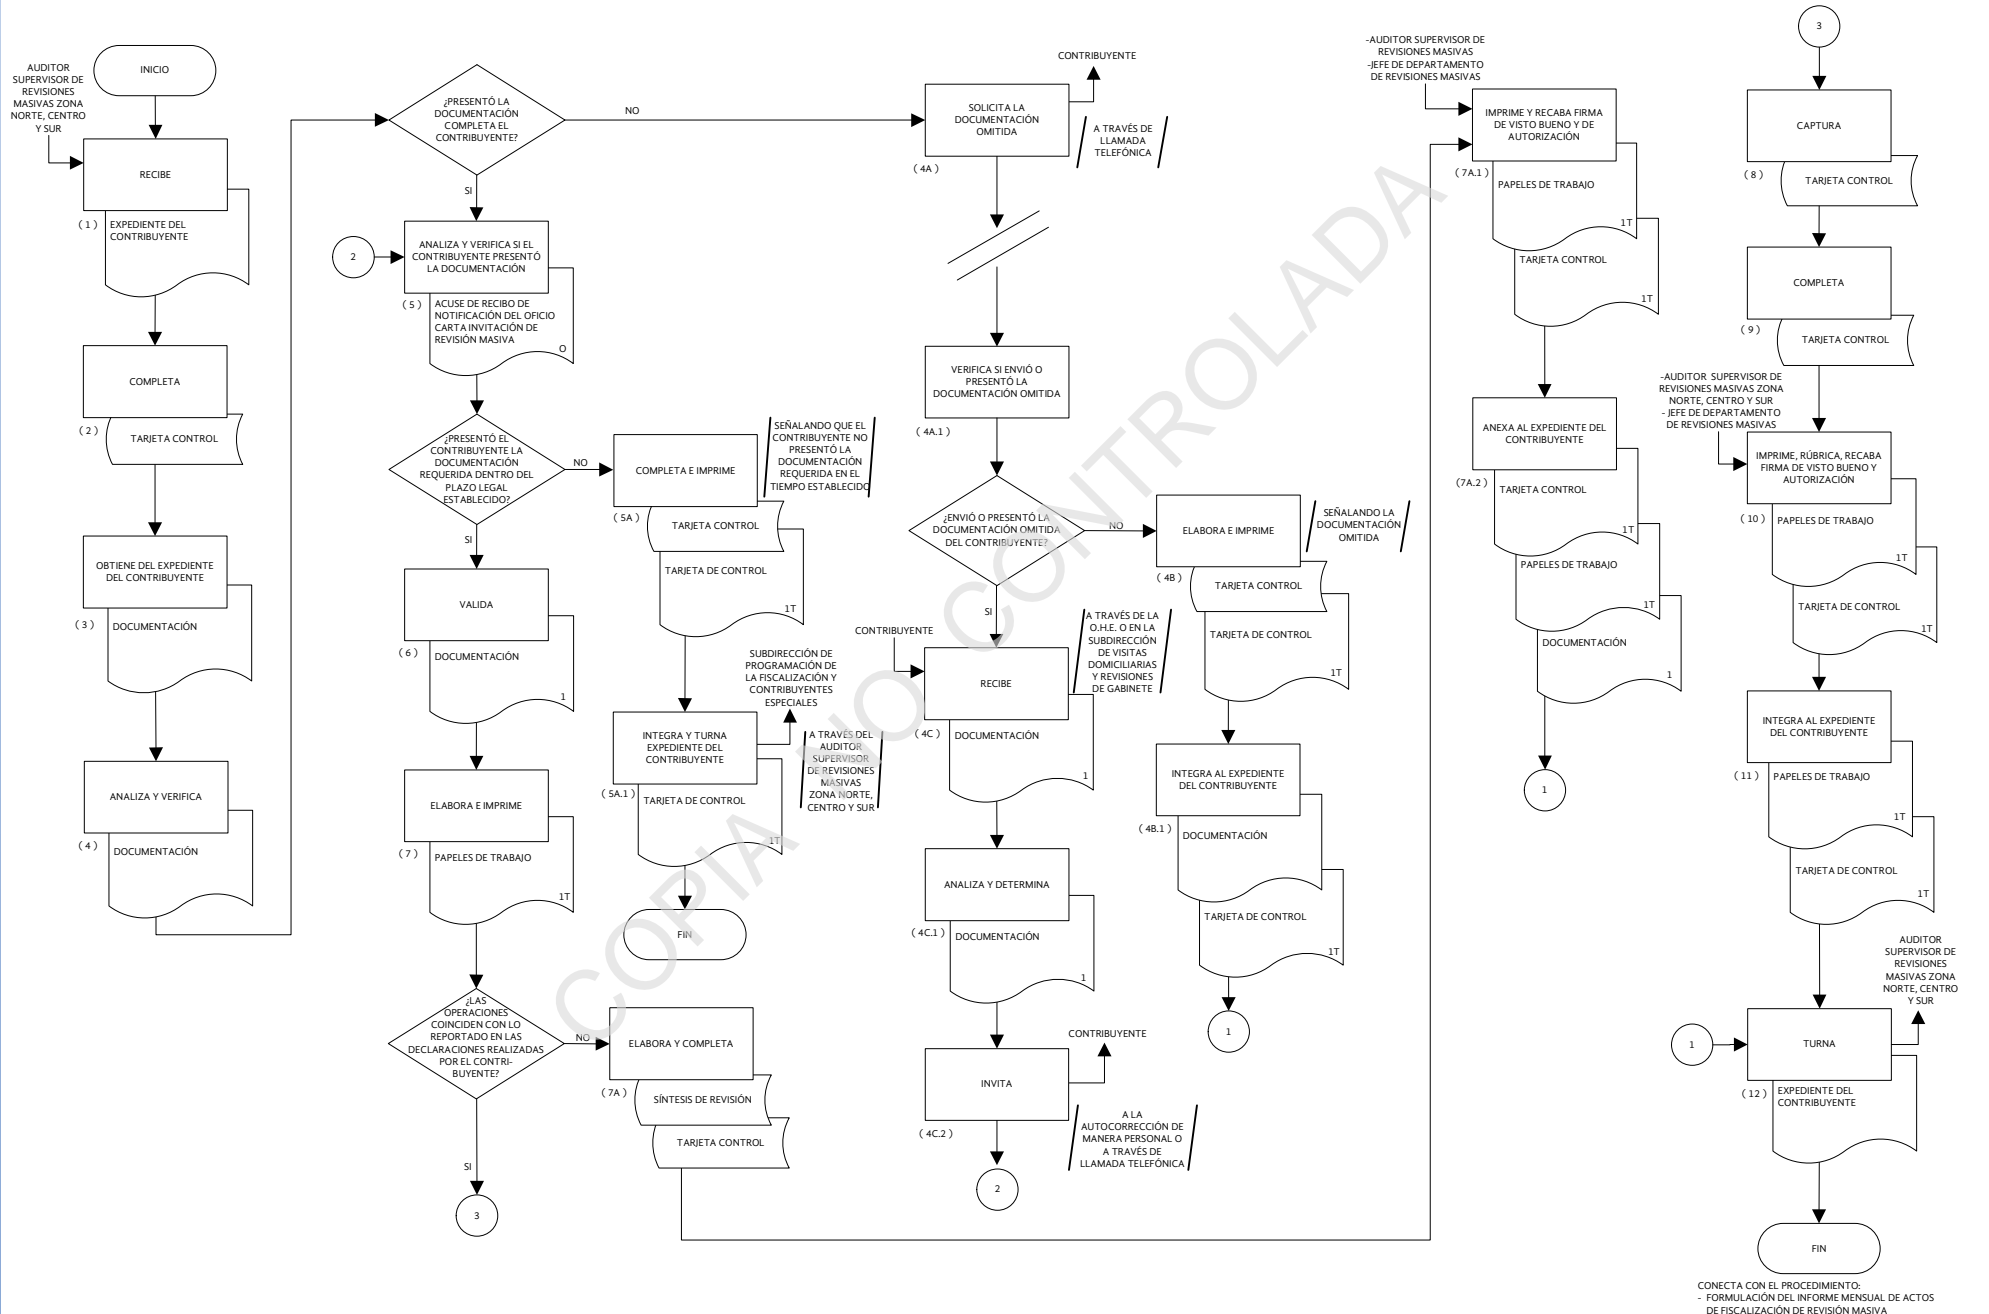 INICIO
AUDITOR
SUPERVISOR DE
REVISIONES
MASIVAS ZONA
NORTE, CENTRO
Y SUR
RECIBE
( 1 )
EXPEDIENTE DEL
CONTRIBUYENTE
COMPLETA
( 2 )
TARJETA CONTROL
OBTIENE DEL EXPEDIENTE
DEL CONTRIBUYENTE
( 3 )
DOCUMENTACIÓN
ANALIZA Y VERIFICA
( 4 )
DOCUMENTACIÓN
¿PRESENTÓ LA
DOCUMENTACIÓN
COMPLETA EL
CONTRIBUYENTE?
NO
SI
2
ANALIZA Y VERIFICA SI EL
CONTRIBUYENTE PRESENTÓ
LA DOCUMENTACIÓN
( 5 )
ACUSE DE RECIBO DE
NOTIFICACIÓN DEL OFICIO
CARTA INVITACIÓN DE
REVISIÓN MASIVA
O
¿PRESENTÓ EL
CONTRIBUYENTE LA
DOCUMENTACIÓN
REQUERIDA DENTRO DEL
PLAZO LEGAL
ESTABLECIDO?
NO
SI
VALIDA
( 6 )
DOCUMENTACIÓN
1
ELABORA E IMPRIME
( 7 )
PAPELES DE TRABAJO
1T
¿LAS
OPERACIONES
COINCIDEN CON LO
REPORTADO EN LAS
DECLARACIONES REALIZADAS
POR EL CONTRI-
BUYENTE?
NO
SI
3
COMPLETA E IMPRIME
SEÑALANDO QUE EL
CONTRIBUYENTE NO
PRESENTÓ LA
DOCUMENTACIÓN
REQUERIDA EN EL
TIEMPO ESTABLECIDO
( 5A )
TARJETA CONTROL
TARJETA DE CONTROL
1T
SUBDIRECCIÓN DE
PROGRAMACIÓN DE
LA FISCALIZACIÓN Y
CONTRIBUYENTES
ESPECIALES
INTEGRA Y TURNA
EXPEDIENTE DEL
CONTRIBUYENTE
A TRAVÉS DEL
AUDITOR
SUPERVISOR
DE REVISIONES
MASIVAS
ZONA NORTE,
CENTRO Y SUR
( 5A.1 )
TARJETA DE CONTROL
1T
FIN
ELABORA Y COMPLETA
( 7A )
SÍNTESIS DE REVISIÓN
TARJETA CONTROL
CONTRIBUYENTE
SOLICITA LA
DOCUMENTACIÓN
OMITIDA
A TRAVÉS DE
LLAMADA
TELEFÓNICA
( 4A )
VERIFICA SI ENVIÓ O
PRESENTÓ LA
DOCUMENTACIÓN OMITIDA
( 4A.1 )
¿ENVIÓ O PRESENTÓ LA
DOCUMENTACIÓN OMITIDA
DEL CONTRIBUYENTE?
NO
SI
CONTRIBUYENTE
RECIBE
A TRAVÉS DE LA
O.H.E. O EN LA
SUBDIRECCIÓN
DE VISITAS
DOMICILIARIAS
Y REVISIONES
DE GABINETE
( 4C )
DOCUMENTACIÓN
1
ANALIZA Y DETERMINA
( 4C.1 )
DOCUMENTACIÓN
1
CONTRIBUYENTE
INVITA
A LA
AUTOCORRECCIÓN DE
MANERA PERSONAL O
A TRAVÉS DE
LLAMADA TELEFÓNICA
( 4C.2 )
2
ELABORA E IMPRIME
SEÑALANDO LA
DOCUMENTACIÓN
OMITIDA
( 4B )
TARJETA CONTROL
TARJETA DE CONTROL
1T
INTEGRA AL EXPEDIENTE
DEL CONTRIBUYENTE
( 4B.1 )
DOCUMENTACIÓN
TARJETA DE CONTROL
1T
1
-AUDITOR SUPERVISOR DE
REVISIONES MASIVAS
-JEFE DE DEPARTAMENTO
DE REVISIONES MASIVAS
IMPRIME Y RECABA FIRMA
DE VISTO BUENO Y DE
AUTORIZACIÓN
( 7A.1 )
PAPELES DE TRABAJO
1T
TARJETA CONTROL
1T
ANEXA AL EXPEDIENTE DEL
CONTRIBUYENTE
(7A.2 )
TARJETA CONTROL
1T
PAPELES DE TRABAJO
1T
DOCUMENTACIÓN
1
1
3
CAPTURA
( 8 )
TARJETA CONTROL
COMPLETA
( 9 )
TARJETA CONTROL
-AUDITOR SUPERVISOR DE
REVISIONES MASIVAS ZONA
NORTE, CENTRO Y SUR
- JEFE DE DEPARTAMENTO
DE REVISIONES MASIVAS
IMPRIME, RÚBRICA, RECABA
FIRMA DE VISTO BUENO Y
AUTORIZACIÓN
( 10 )
PAPELES DE TRABAJO
1T
TARJETA DE CONTROL
1T
INTEGRA AL EXPEDIENTE
DEL CONTRIBUYENTE
( 11 )
PAPELES DE TRABAJO
1T
TARJETA DE CONTROL
1T
AUDITOR
SUPERVISOR DE
REVISIONES
MASIVAS ZONA
NORTE, CENTRO
Y SUR
1
TURNA
( 12 )
EXPEDIENTE DEL
CONTRIBUYENTE
FIN
CONECTA CON EL PROCEDIMIENTO:
- FORMULACIÓN DEL INFORME MENSUAL DE ACTOS
DE FISCALIZACIÓN DE REVISIÓN MASIVA
COPIA NO CONTROLADA